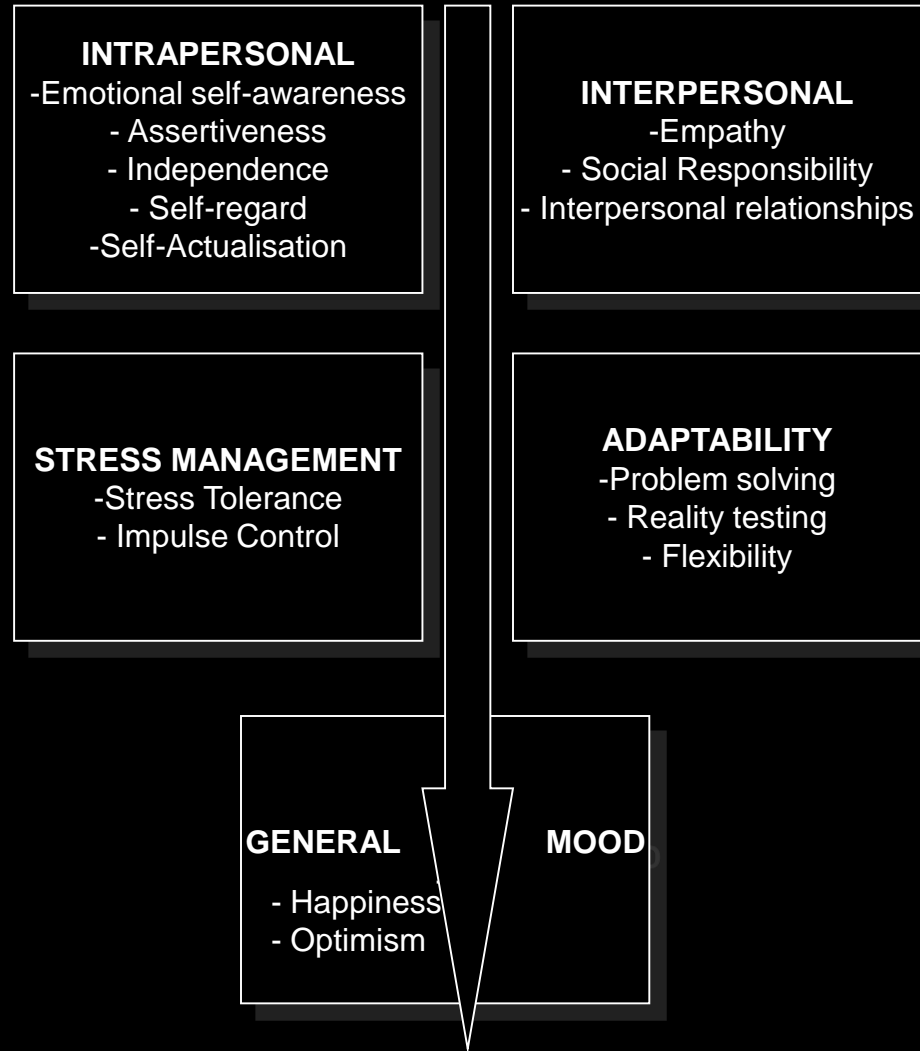 INTRAPERSONAL
-Emotional self-awareness
- Assertiveness
- Independence
- Self-regard
-Self-Actualisation
INTERPERSONAL
-Empathy
- Social Responsibility
- Interpersonal relationships
STRESS MANAGEMENT
-Stress Tolerance
- Impulse Control
ADAPTABILITY
-Problem solving
- Reality testing
- Flexibility
GENERAL MOOD
- Happiness
- Optimism